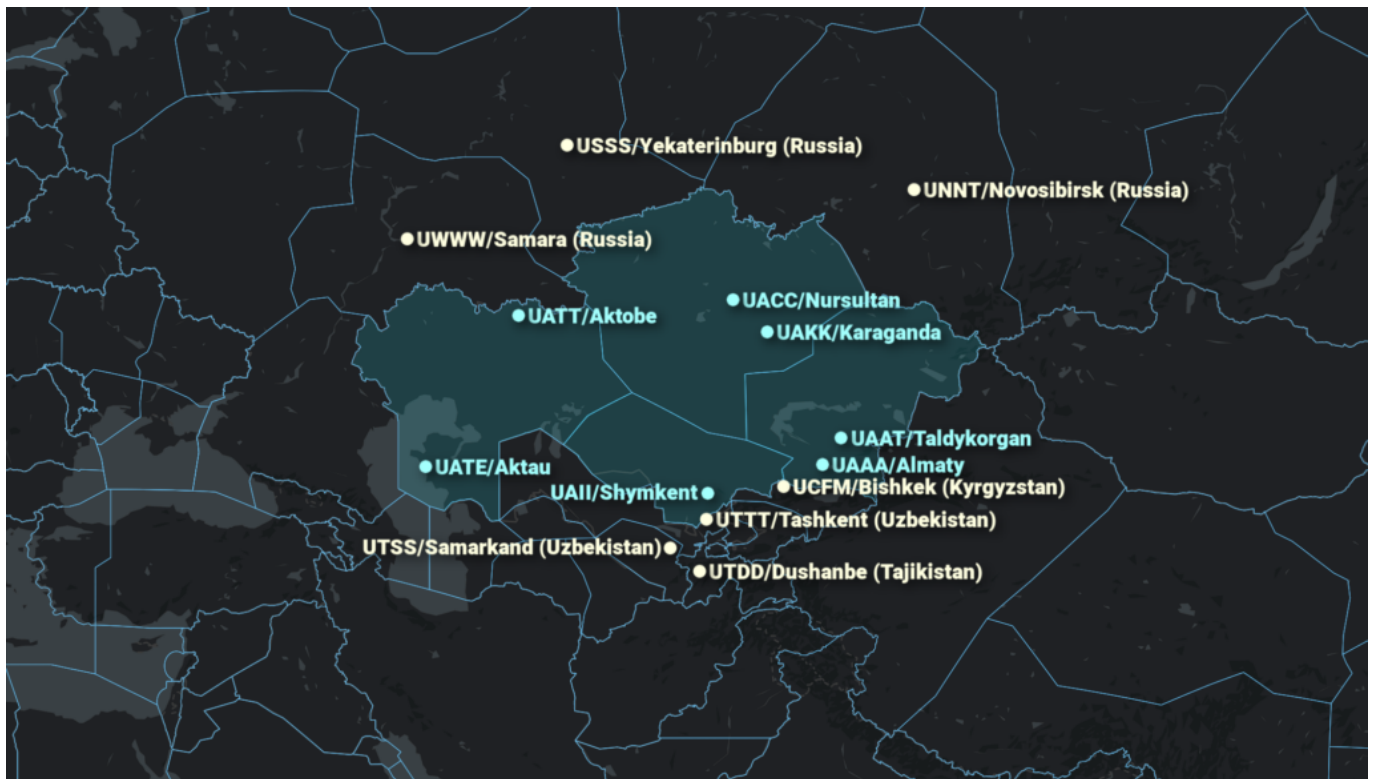 USSS/Yekaterinburg (Russia)
UNNT/Novosibirsk (Russia)
UWWW/Samara (Russia)
UACC/Nursultan
UATT/Aktobe
UAKK/Karaganda
UAAT/Taldykorgan
UAAA/Almaty
UATE/Aktau
UCFM/Bishkek (Kyrgyzstan)
UAII/Shymkent
UTTT/Tashkent (Uzbekistan)
UTSS/Samarkand (Uzbekistan)
UTDD/Dushanbe (Tajikistan)